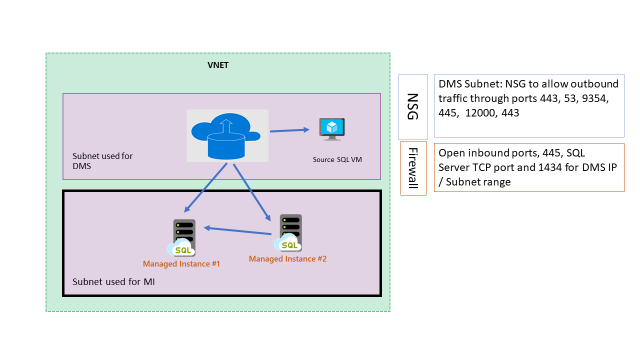 VNET
NSG
DMS Subnet: NSG to allow outbound
traffic through ports 443, 53, 9354,
445, 12000, 443
Firewall
Open inbound ports, 445, SQL
Server TCP port and 1434 for DMS IP
/ Subnet range
Subnet used for
DMS
Source SQL VM
SQL
SQL
Managed Instance #1
Managed Instance #2
Subnet used for MI